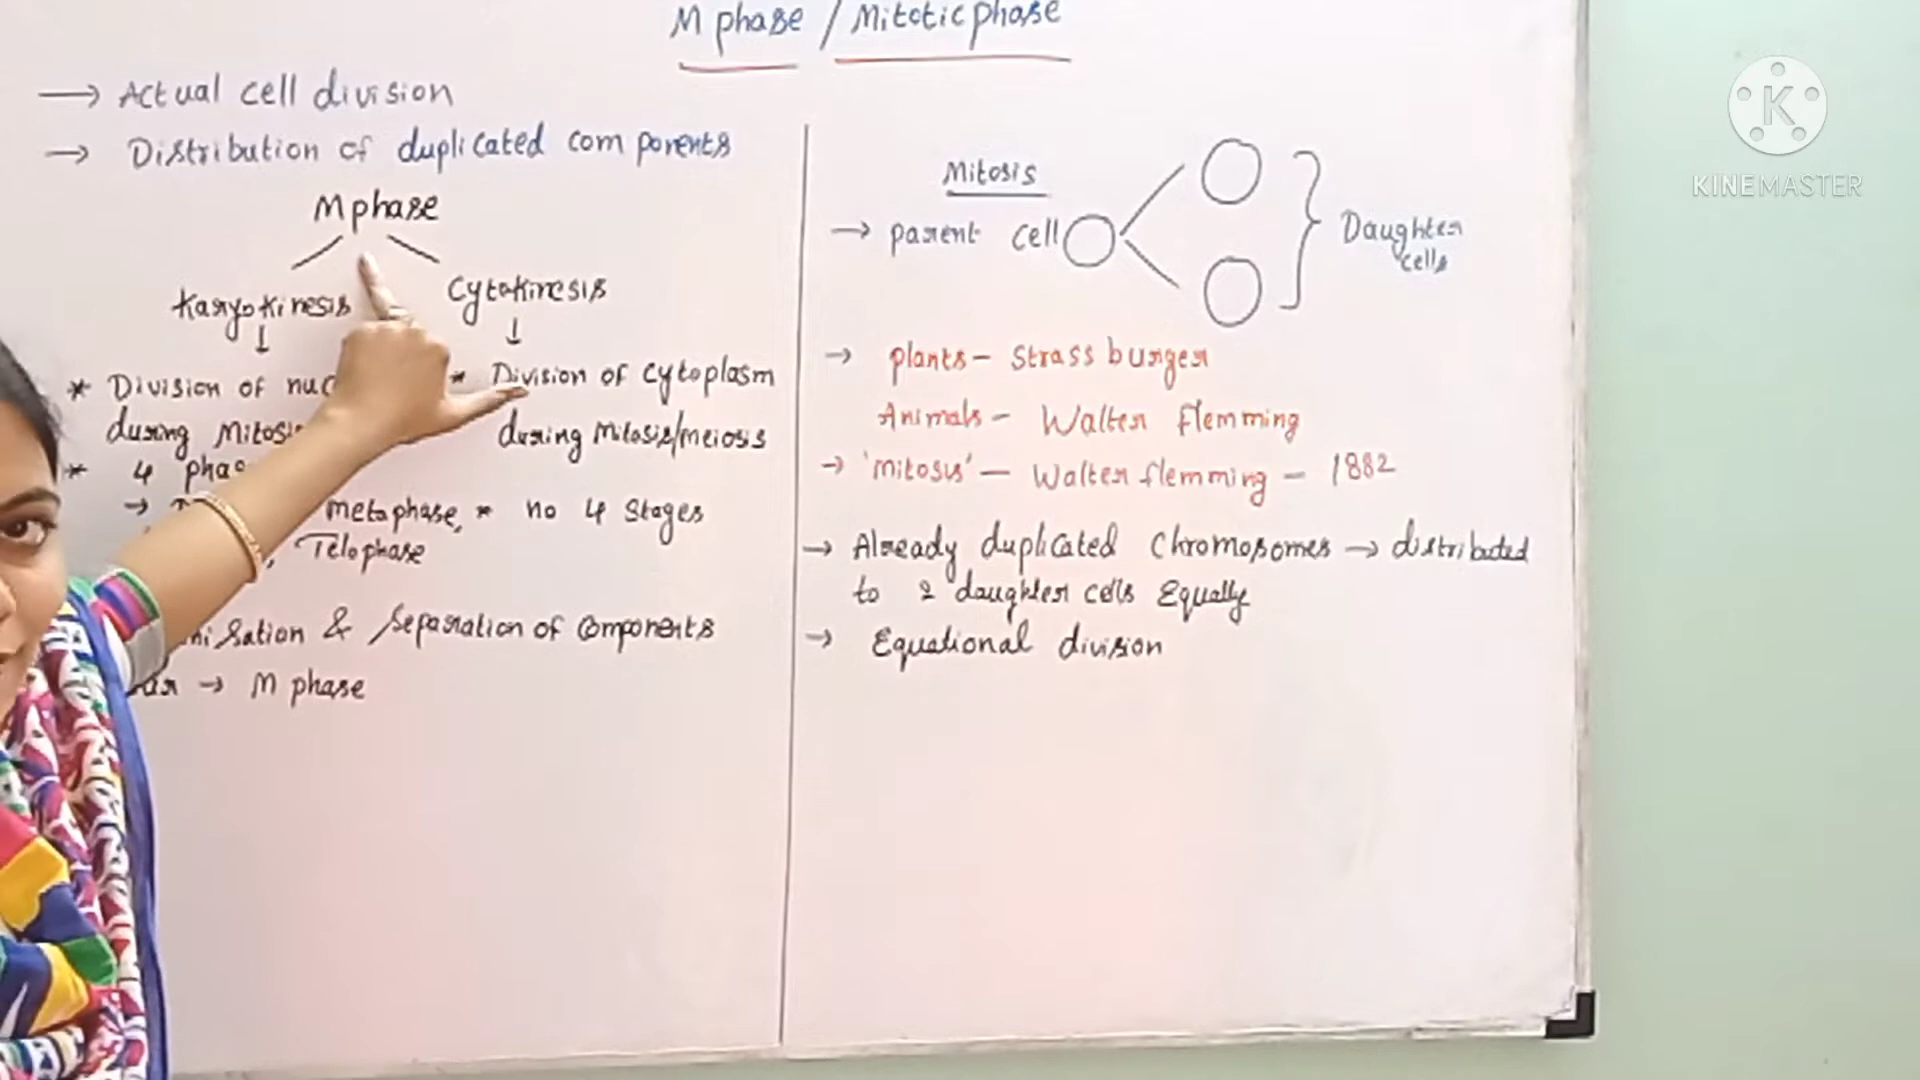 M phase / Mitotic phase
→ Actual cell division
→ Distribution of duplicated components
M phase
Karyokinesis
Cytokinesis
↓
↓
* Division of
during Mitosis
* 4
→ metaphase,
Telophase
* Division of cytoplasm
during mitosis/meiosis
* no 4 stages
& Separation of components
→ M phase
Mitosis
→ parent cell
Daughter
cells
→ plants - Strassburger
Animals - Walter flemming
→ 'mitosis' - Walter flemming - 1882
→ Already duplicated chromosomes → distributed
to 2 daughter cells Equally
→ Equational division
K
KINEMASTER